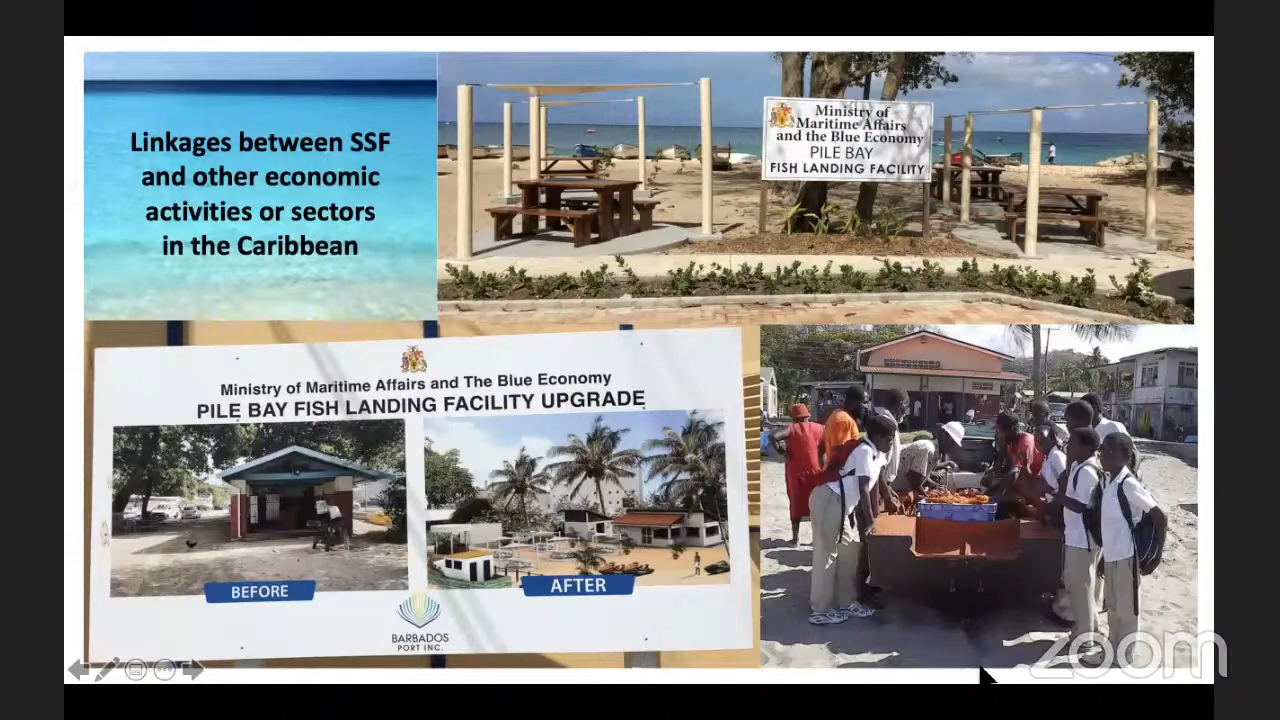 Linkages between SSF
and other economic
activities or sectors
in the Caribbean
Ministry of
Maritime Affairs
and the Blue Economy
PILE BAY
FISH LANDING FACILITY
Ministry of Maritime Affairs and The Blue Economy
PILE BAY FISH LANDING FACILITY UPGRADE
BEFORE
AFTER
BARBADOS
PORT INC.
zoom